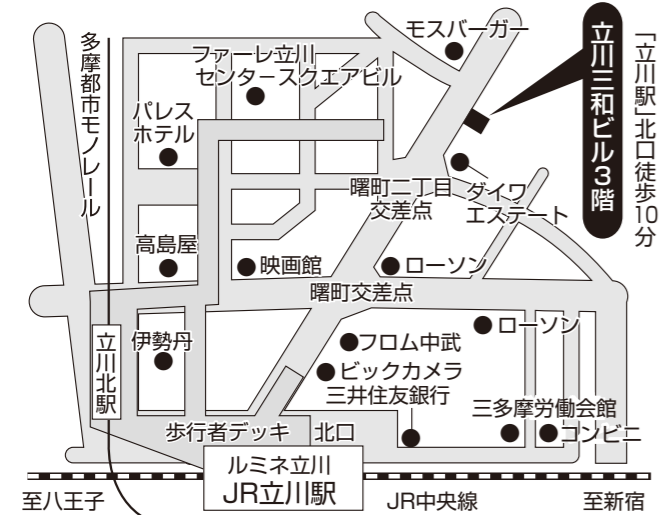 モスバーガー
ファーレ立川
センタースクエアビル
パレス
ホテル
多摩都市モノレール
立川三和ビル3階
「立川駅」北口徒歩10分
曙町二丁目
交差点
ダイワ
エステート
高島屋
映画館
ローソン
曙町交差点
ローソン
伊勢丹
フロム中武
立川北駅
ビックカメラ
三井住友銀行
三多摩労働会館
コンビニ
歩行者デッキ
北口
ルミネ立川
JR立川駅
至八王子
JR中央線
至新宿